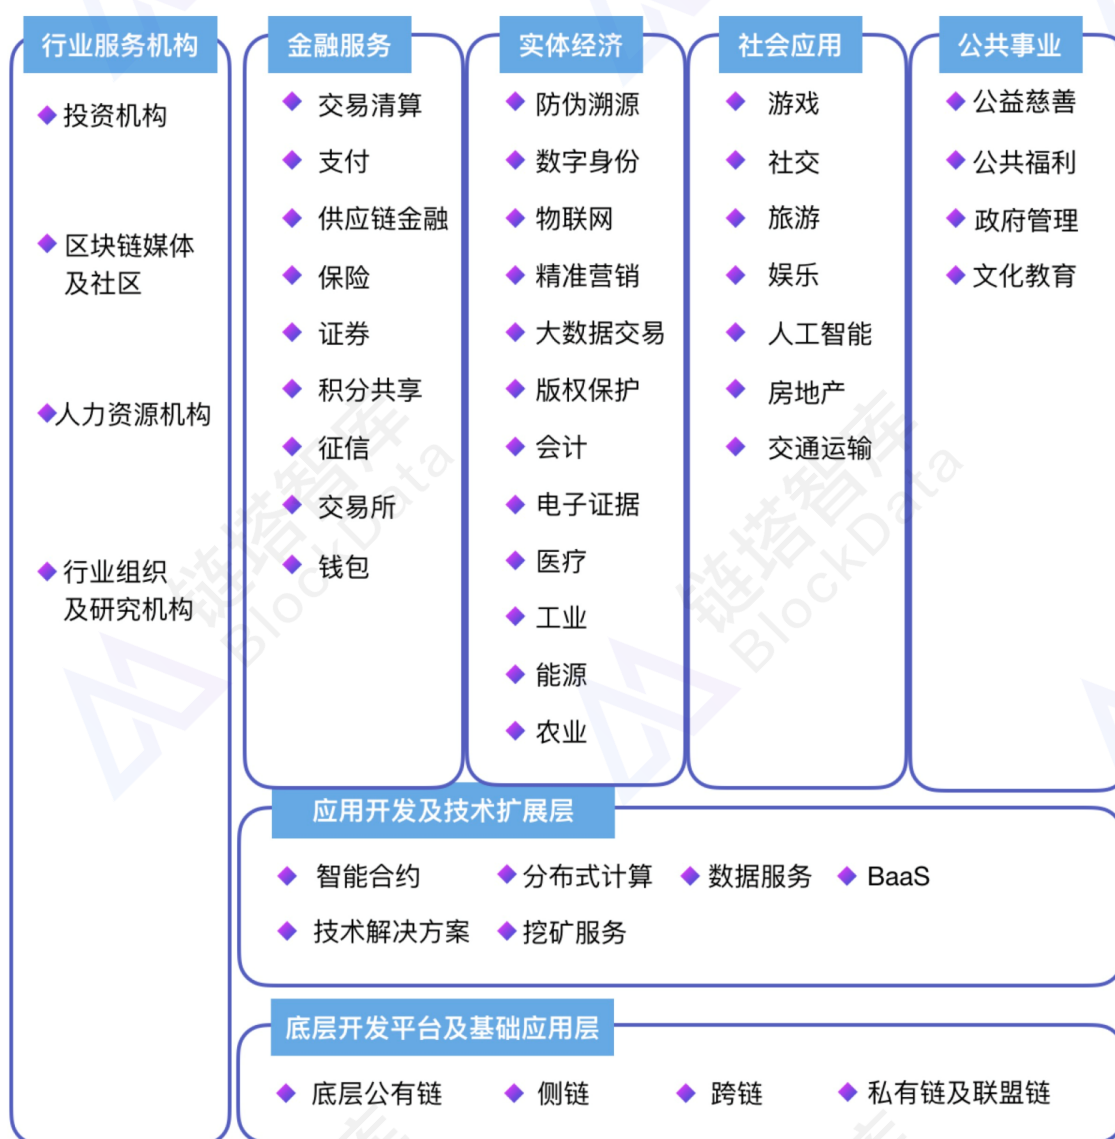 行业服务机构
投资机构
区块链媒体
及社区
人力资源机构
行业组织
及研究机构
金融服务
交易清算
支付
供应链金融
保险
证券
积分共享
征信
交易所
钱包
实体经济
防伪溯源
数字身份
物联网
精准营销
大数据交易
版权保护
会计
电子证据
医疗
工业
能源
农业
社会应用
游戏
社交
旅游
娱乐
人工智能
房地产
交通运输
公共事业
公益慈善
公共福利
政府管理
文化教育
应用开发及技术扩展层
智能合约 分布式计算 数据服务 BaaS
技术解决方案 挖矿服务
底层开发平台及基础应用层
底层公有链 侧链 跨链 私有链及联盟链
链塔智库
BlockData
链塔智库
BlockData